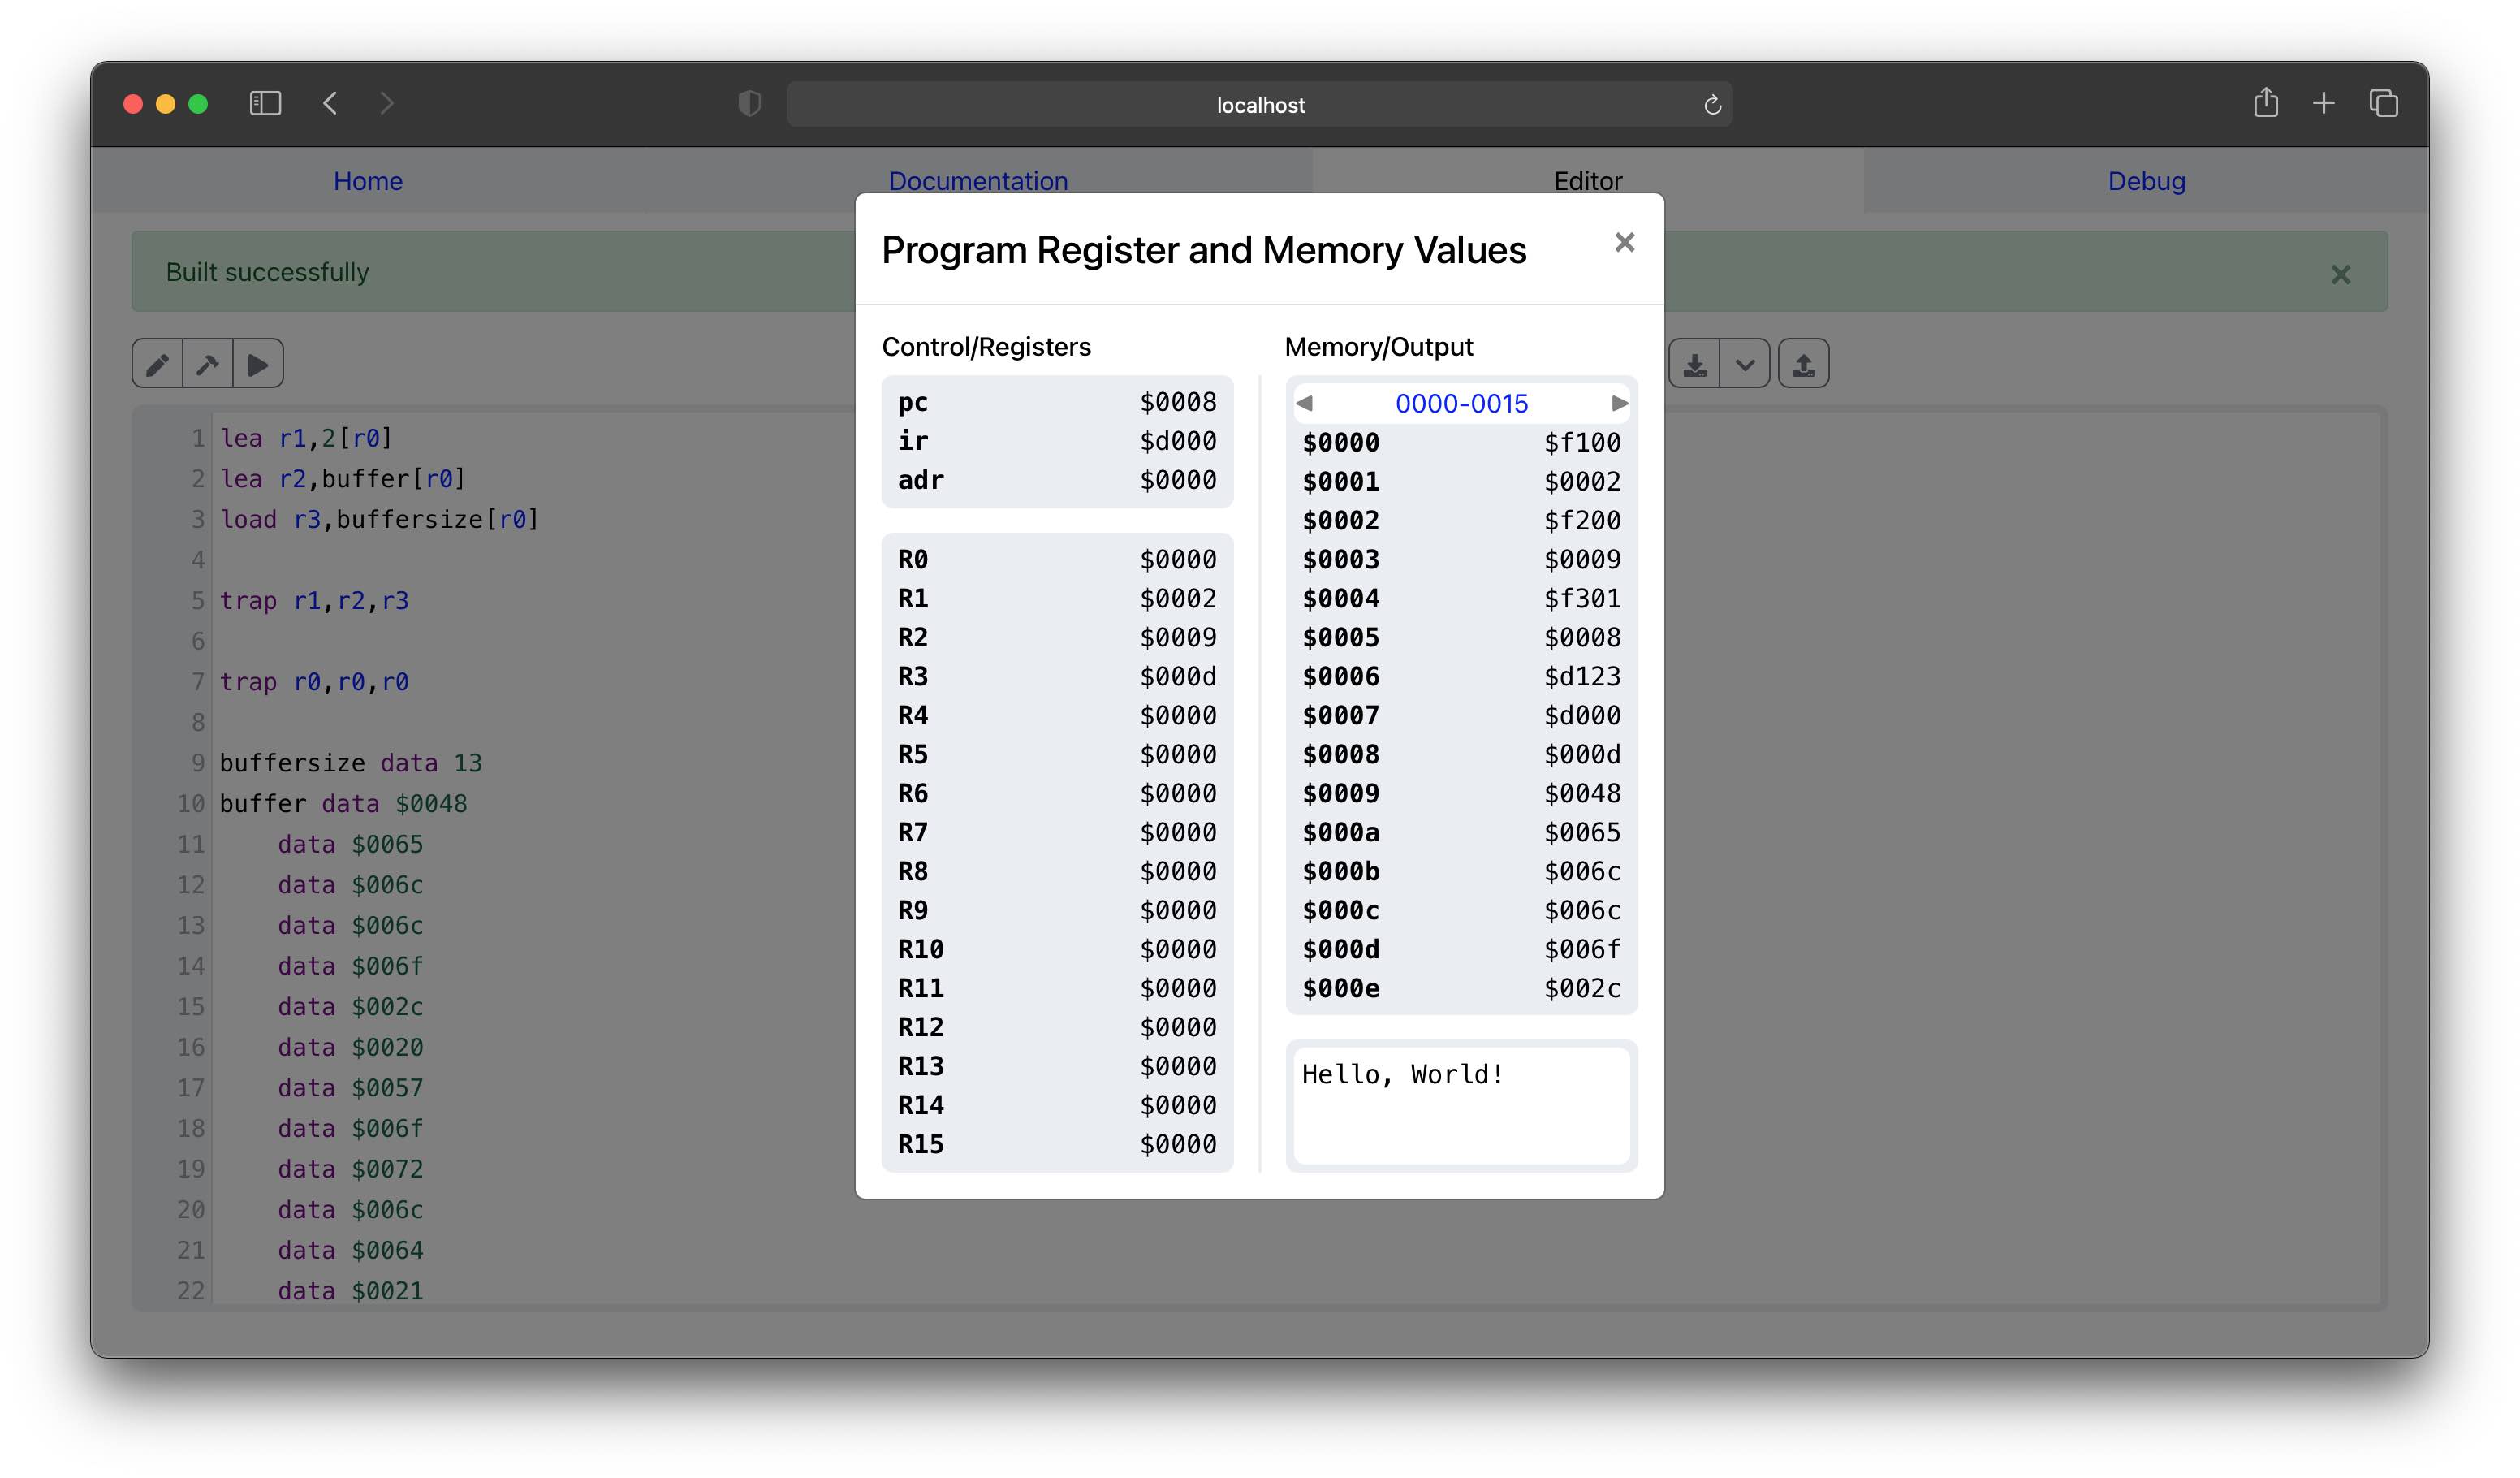 localhost
Home Documentation Editor Debug
Built successfully
1 lea r1,2[r0]
2 lea r2,buffer[r0]
3 load r3,buffersize[r0]
4
5 trap r1,r2,r3
6
7 trap r0,r0,r0
8
9 buffersize data 13
10 buffer data $0048
11 data $0065
12 data $006c
13 data $006c
14 data $006f
15 data $002c
16 data $0020
17 data $0057
18 data $006f
19 data $0072
20 data $006c
21 data $0064
22 data $0021
Program Register and Memory Values
Control/Registers
pc $0008
ir $d000
adr $0000
R0 $0000
R1 $0002
R2 $0009
R3 $000d
R4 $0000
R5 $0000
R6 $0000
R7 $0000
R8 $0000
R9 $0000
R10 $0000
R11 $0000
R12 $0000
R13 $0000
R14 $0000
R15 $0000
Memory/Output
0000-0015
$0000 $f100
$0001 $0002
$0002 $f200
$0003 $0009
$0004 $f301
$0005 $0008
$0006 $d123
$0007 $d000
$0008 $000d
$0009 $0048
$000a $0065
$000b $006c
$000c $006c
$000d $006f
$000e $002c
Hello, World!